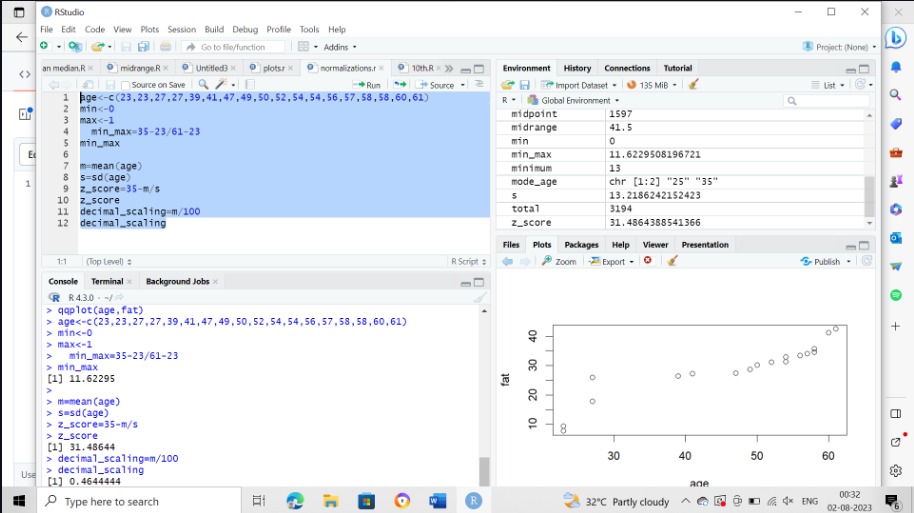 RStudio
File Edit Code View Plots Session Build Debug Profile Tools Help
Go to file/function
Addins
Project: (None)
an median.R
midrange.R
Untitled3
plots.r
normalizations.r
10th.R
Source on Save
Run
Source
1 age<-c(23,23,27,27,39,41,47,49,50,52,54,54,56,57,58,58,60,61)
2 min<-0
3 max<-1
4 min_max=35-23/61-23
5 min_max
6
7 m=mean(age)
8 s=sd(age)
9 z_score=35-m/s
10 z_score
11 decimal_scaling=m/100
12 decimal_scaling
1:1 (Top Level) R Script
Console Terminal Background Jobs
R 4.3.0 · ~/
> qqplot(age,fat)
> age<-c(23,23,27,27,39,41,47,49,50,52,54,54,56,57,58,58,60,61)
> min<-0
> max<-1
> min_max=35-23/61-23
> min_max
[1] 11.62295
>
> m=mean(age)
> s=sd(age)
> z_score=35-m/s
> z_score
[1] 31.48644
> decimal_scaling=m/100
> decimal_scaling
[1] 0.4644444
Environment History Connections Tutorial
Import Dataset
135 MiB
List
R
Global Environment
midpoint 1597
midrange 41.5
min 0
min_max 11.6229508196721
minimum 13
mode_age chr [1:2] "25" "35"
s 13.2186242152423
total 3194
z_score 31.4864388541366
Files Plots Packages Help Viewer Presentation
Zoom Export Publish
fat
40
30
20
10
30 40 50 60
age
1
Use
Type here to search
32°C Partly cloudy
ENG
00:32
02-08-2023
6